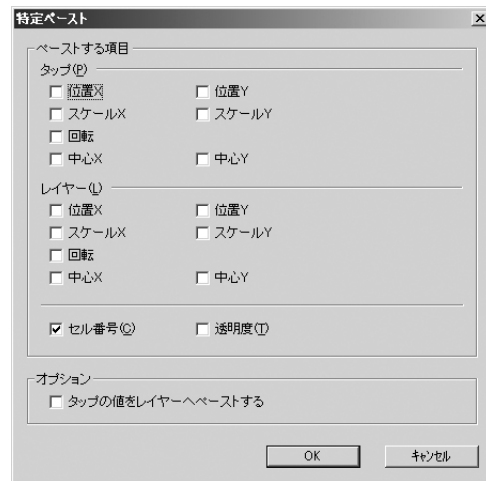 特定ペースト
ペーストする項目
タップ(P)
位置X 位置Y
スケールX スケールY
回転
中心X 中心Y
レイヤー(L)
位置X 位置Y
スケールX スケールY
回転
中心X 中心Y
セル番号(C) 透明度(T)
オプション
タップの値をレイヤーへペーストする
OK キャンセル